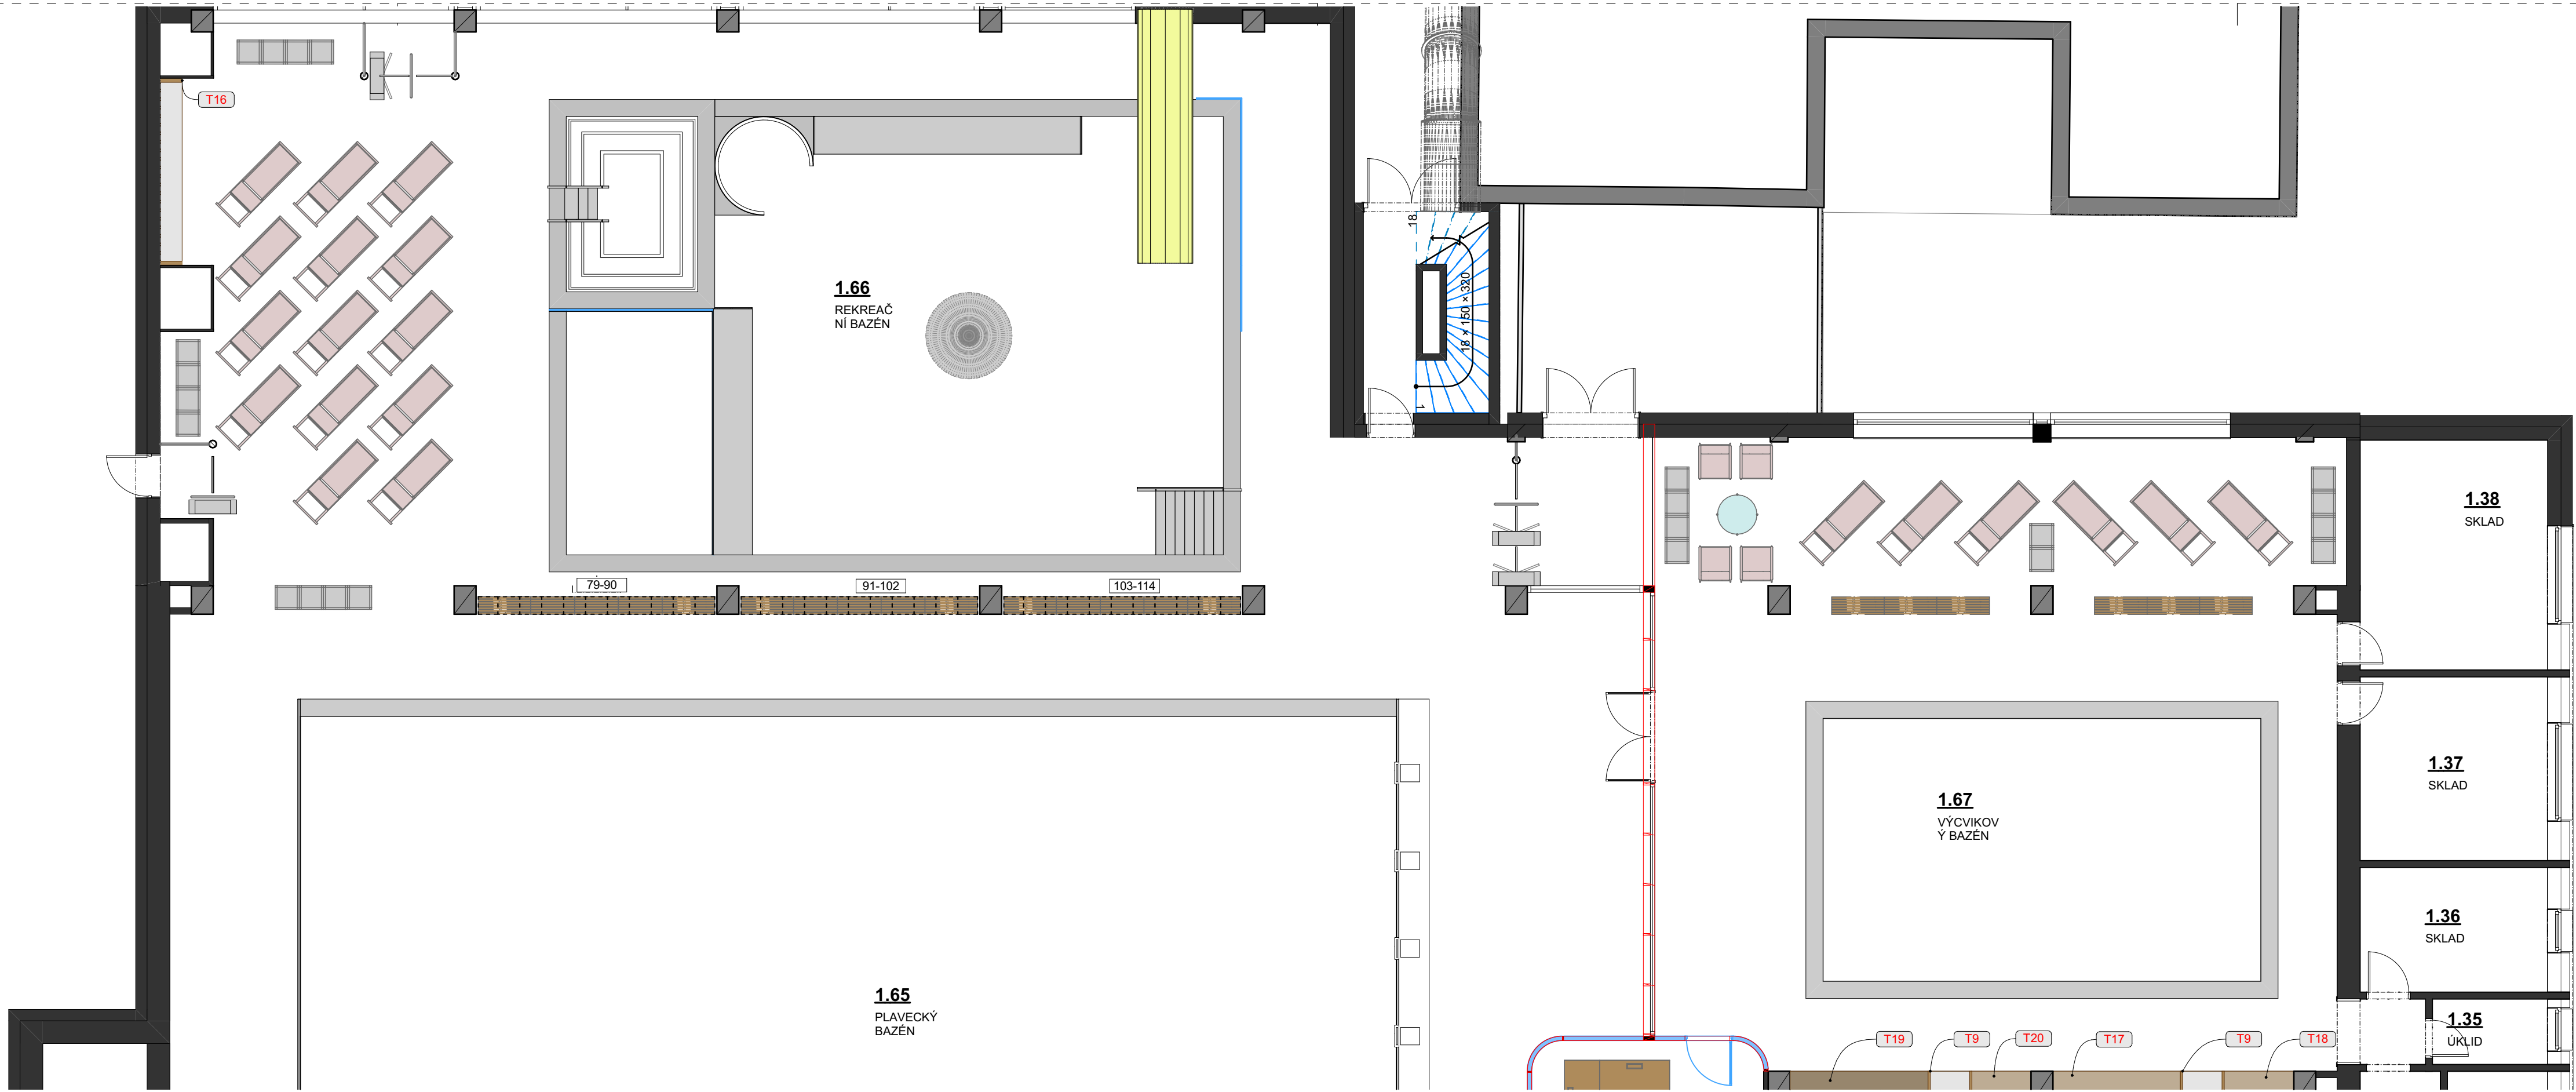 T16
18
18 × 150 × 320
1
1.66
REKREAČ
NÍ BAZÉN
1.38
SKLAD
79-90
91-102
103-114
1.37
SKLAD
1.67
VÝCVIKOV
Ý BAZÉN
1.36
SKLAD
1.65
PLAVECKÝ
BAZÉN
1.35
ÚKLID
T19
T9
T20
T17
T9
T18